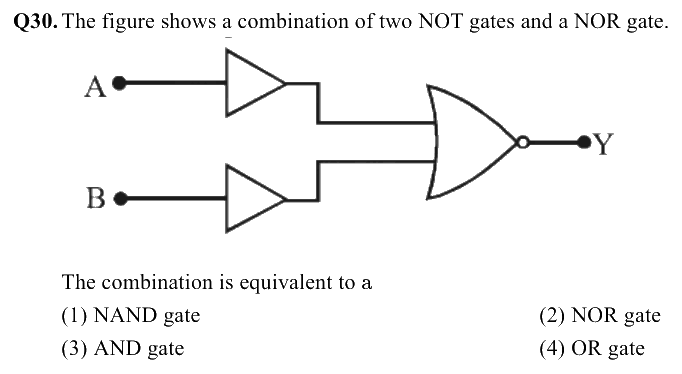 Q30. The figure shows a combination of two NOT gates and a NOR gate.
A
Y
B
The combination is equivalent to a
(1) NAND gate (2) NOR gate
(3) AND gate (4) OR gate